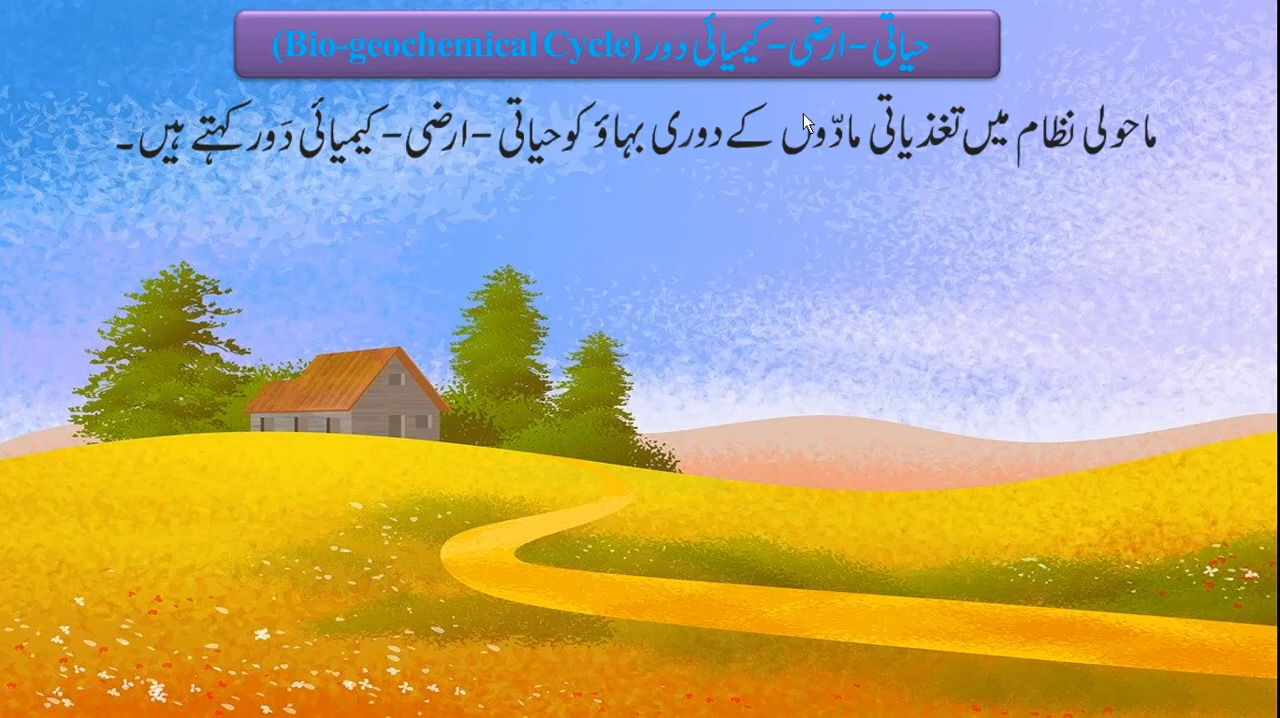 حیاتی – ارضی – کیمیائی دور (Bio-geochemical Cycle)
ماحولی نظام میں تغذیاتی مادّوں کے دوری بہاؤ کو حیاتی – ارضی – کیمیائی دَور کہتے ہیں۔